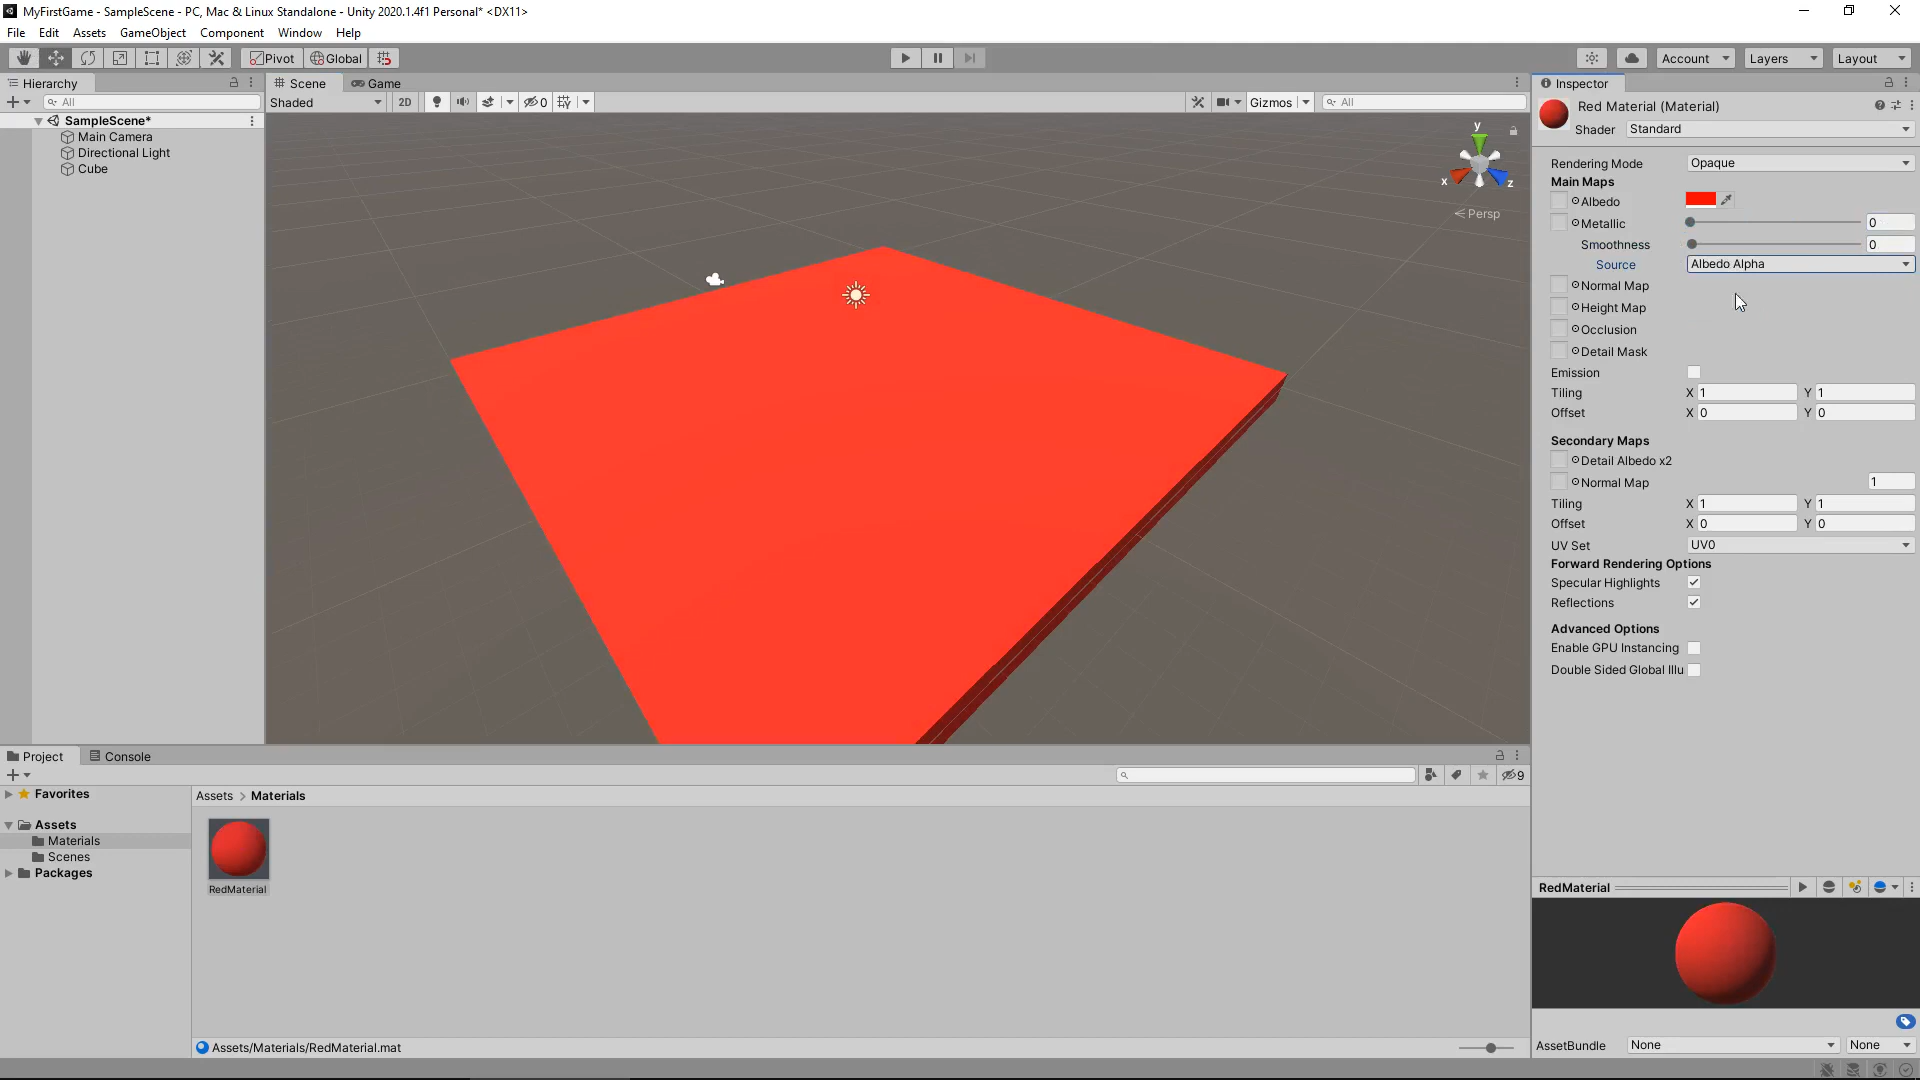 MyFirstGame - SampleScene - PC, Mac & Linux Standalone - Unity 2020.1.4f1 Personal* <DX11>
File Edit Assets GameObject Component Window Help
Pivot Global Account Layers Layout
Hierarchy
All
SampleScene*
Main Camera
Directional Light
Cube
Scene Game
Shaded 2D 0 Gizmos All
y
x z
Persp
Inspector
Red Material (Material)
Shader Standard
Rendering Mode Opaque
Main Maps
Albedo
Metallic 0
Smoothness 0
Source Albedo Alpha
Normal Map
Height Map
Occlusion
Detail Mask
Emission
Tiling X 1 Y 1
Offset X 0 Y 0
Secondary Maps
Detail Albedo x2
Normal Map 1
Tiling X 1 Y 1
Offset X 0 Y 0
UV Set UV0
Forward Rendering Options
Specular Highlights
Reflections
Advanced Options
Enable GPU Instancing
Double Sided Global Illu
Project Console
9
Favorites
Assets
Materials
Scenes
Packages
Assets > Materials
RedMaterial
Assets/Materials/RedMaterial.mat
RedMaterial
AssetBundle None None